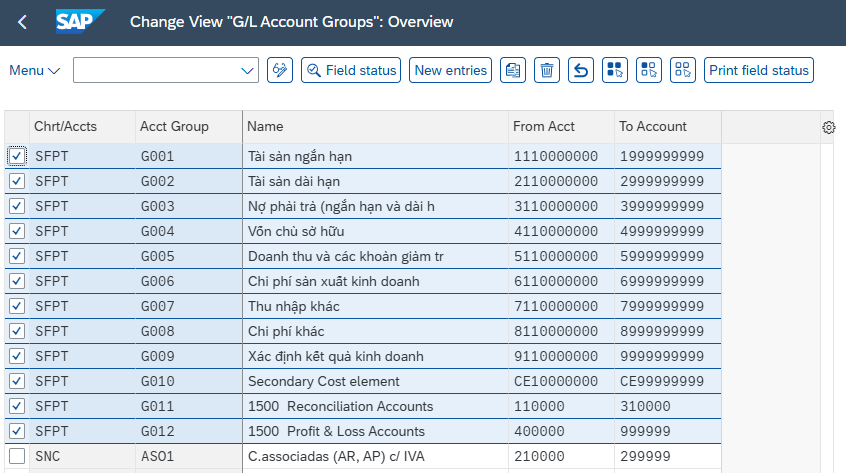 SAP Change View "G/L Account Groups": Overview
Menu Field status New entries Print field status
Chrt/Accts Acct Group Name From Acct To Account
SFPT G001 Tài sản ngắn hạn 1110000000 1999999999
SFPT G002 Tài sản dài hạn 2110000000 2999999999
SFPT G003 Nợ phải trả (ngắn hạn và dài h 3110000000 3999999999
SFPT G004 Vốn chủ sở hữu 4110000000 4999999999
SFPT G005 Doanh thu và các khoản giảm tr 5110000000 5999999999
SFPT G006 Chi phí sản xuất kinh doanh 6110000000 6999999999
SFPT G007 Thu nhập khác 7110000000 7999999999
SFPT G008 Chi phí khác 8110000000 8999999999
SFPT G009 Xác định kết quả kinh doanh 9110000000 9999999999
SFPT G010 Secondary Cost element CE10000000 CE99999999
SFPT G011 1500  Reconciliation Accounts 110000 310000
SFPT G012 1500  Profit & Loss Accounts 400000 999999
SNC ASO1 C.associadas (AR, AP) c/ IVA 210000 299999